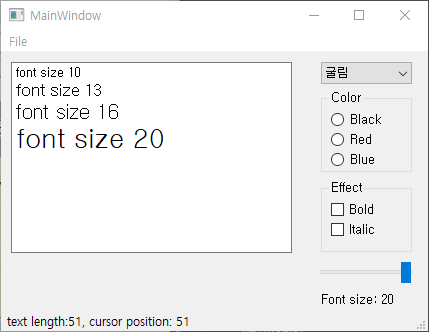 MainWindow
File
font size 10
font size 13
font size 16
font size 20
굴림
Color
Black
Red
Blue
Effect
Bold
Italic
Font size: 20
text length:51, cursor position: 51